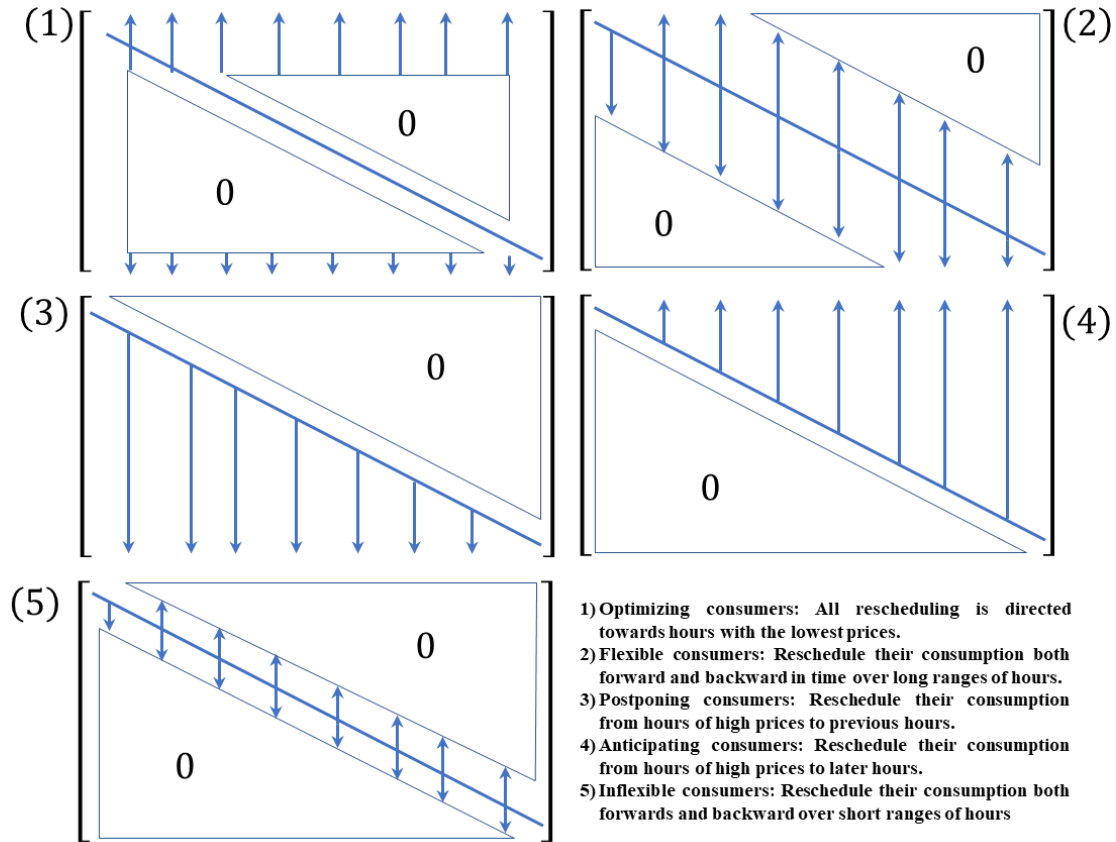 (1)
0
0
(2)
0
0
(3)
0
(4)
0
(5)
0
0
1) Optimizing consumers: All rescheduling is directed
towards hours with the lowest prices.
2) Flexible consumers: Reschedule their consumption both
forward and backward in time over long ranges of hours.
3) Postponing consumers: Reschedule their consumption
from hours of high prices to previous hours.
4) Anticipating consumers: Reschedule their consumption
from hours of high prices to later hours.
5) Inflexible consumers: Reschedule their consumption both
forwards and backward over short ranges of hours